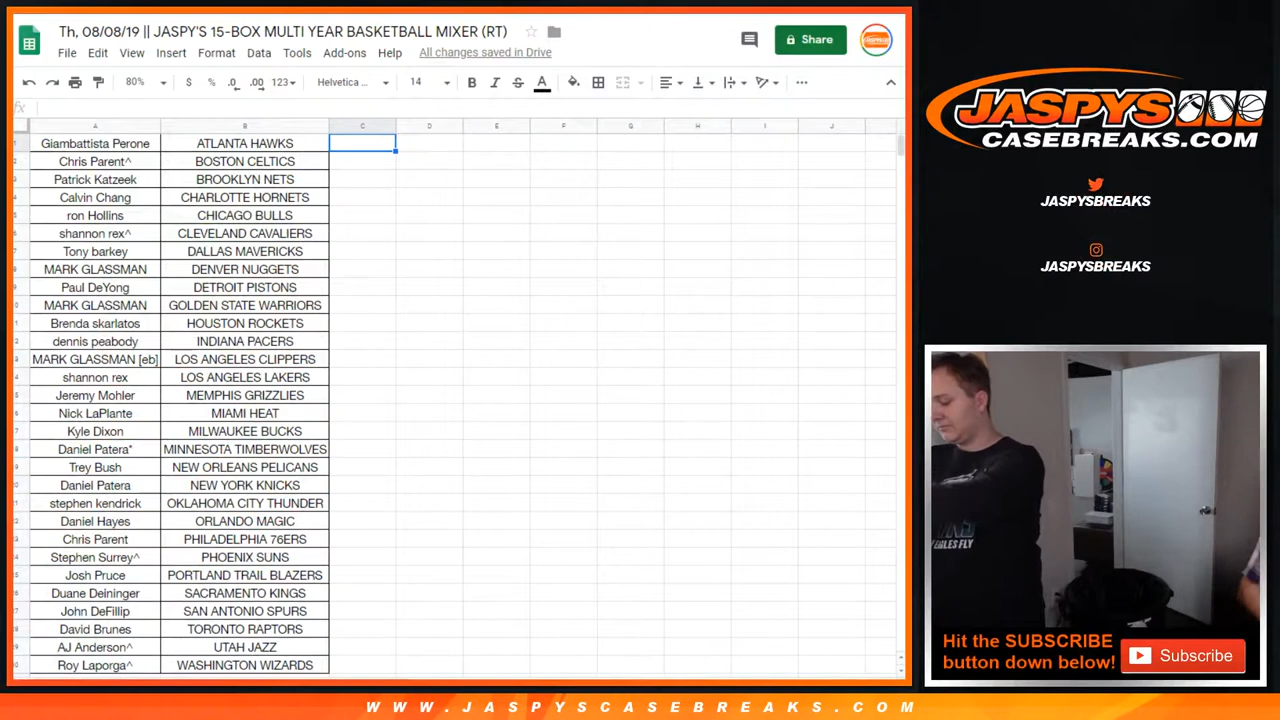 Th, 08/08/19 || JASPY'S 15-BOX MULTI YEAR BASKETBALL MIXER (RT)
File Edit View Insert Format Data Tools Add-ons Help All changes saved in Drive
Share
80% $ % .0 .00 123 Helvetica ... 14 B I S A
fx
A B C D E F G H I J
Giambattista Perone ATLANTA HAWKS
Chris Parent^ BOSTON CELTICS
Patrick Katzeek BROOKLYN NETS
Calvin Chang CHARLOTTE HORNETS
ron Hollins CHICAGO BULLS
shannon rex^ CLEVELAND CAVALIERS
Tony barkey DALLAS MAVERICKS
MARK GLASSMAN DENVER NUGGETS
Paul DeYong DETROIT PISTONS
MARK GLASSMAN GOLDEN STATE WARRIORS
Brenda skarlatos HOUSTON ROCKETS
dennis peabody INDIANA PACERS
MARK GLASSMAN [eb] LOS ANGELES CLIPPERS
shannon rex LOS ANGELES LAKERS
Jeremy Mohler MEMPHIS GRIZZLIES
Nick LaPlante MIAMI HEAT
Kyle Dixon MILWAUKEE BUCKS
Daniel Patera* MINNESOTA TIMBERWOLVES
Trey Bush NEW ORLEANS PELICANS
Daniel Patera NEW YORK KNICKS
stephen kendrick OKLAHOMA CITY THUNDER
Daniel Hayes ORLANDO MAGIC
Chris Parent PHILADELPHIA 76ERS
Stephen Surrey^ PHOENIX SUNS
Josh Pruce PORTLAND TRAIL BLAZERS
Duane Deininger SACRAMENTO KINGS
John DeFillip SAN ANTONIO SPURS
David Brunes TORONTO RAPTORS
AJ Anderson^ UTAH JAZZ
Roy Laporga^ WASHINGTON WIZARDS
JASPYS
CASEBREAKS.COM
JASPYSBREAKS
JASPYSBREAKS
EAGLES FLY
Hit the SUBSCRIBE
button down below!
Subscribe
WWW.JASPYSCASEBREAKS.COM